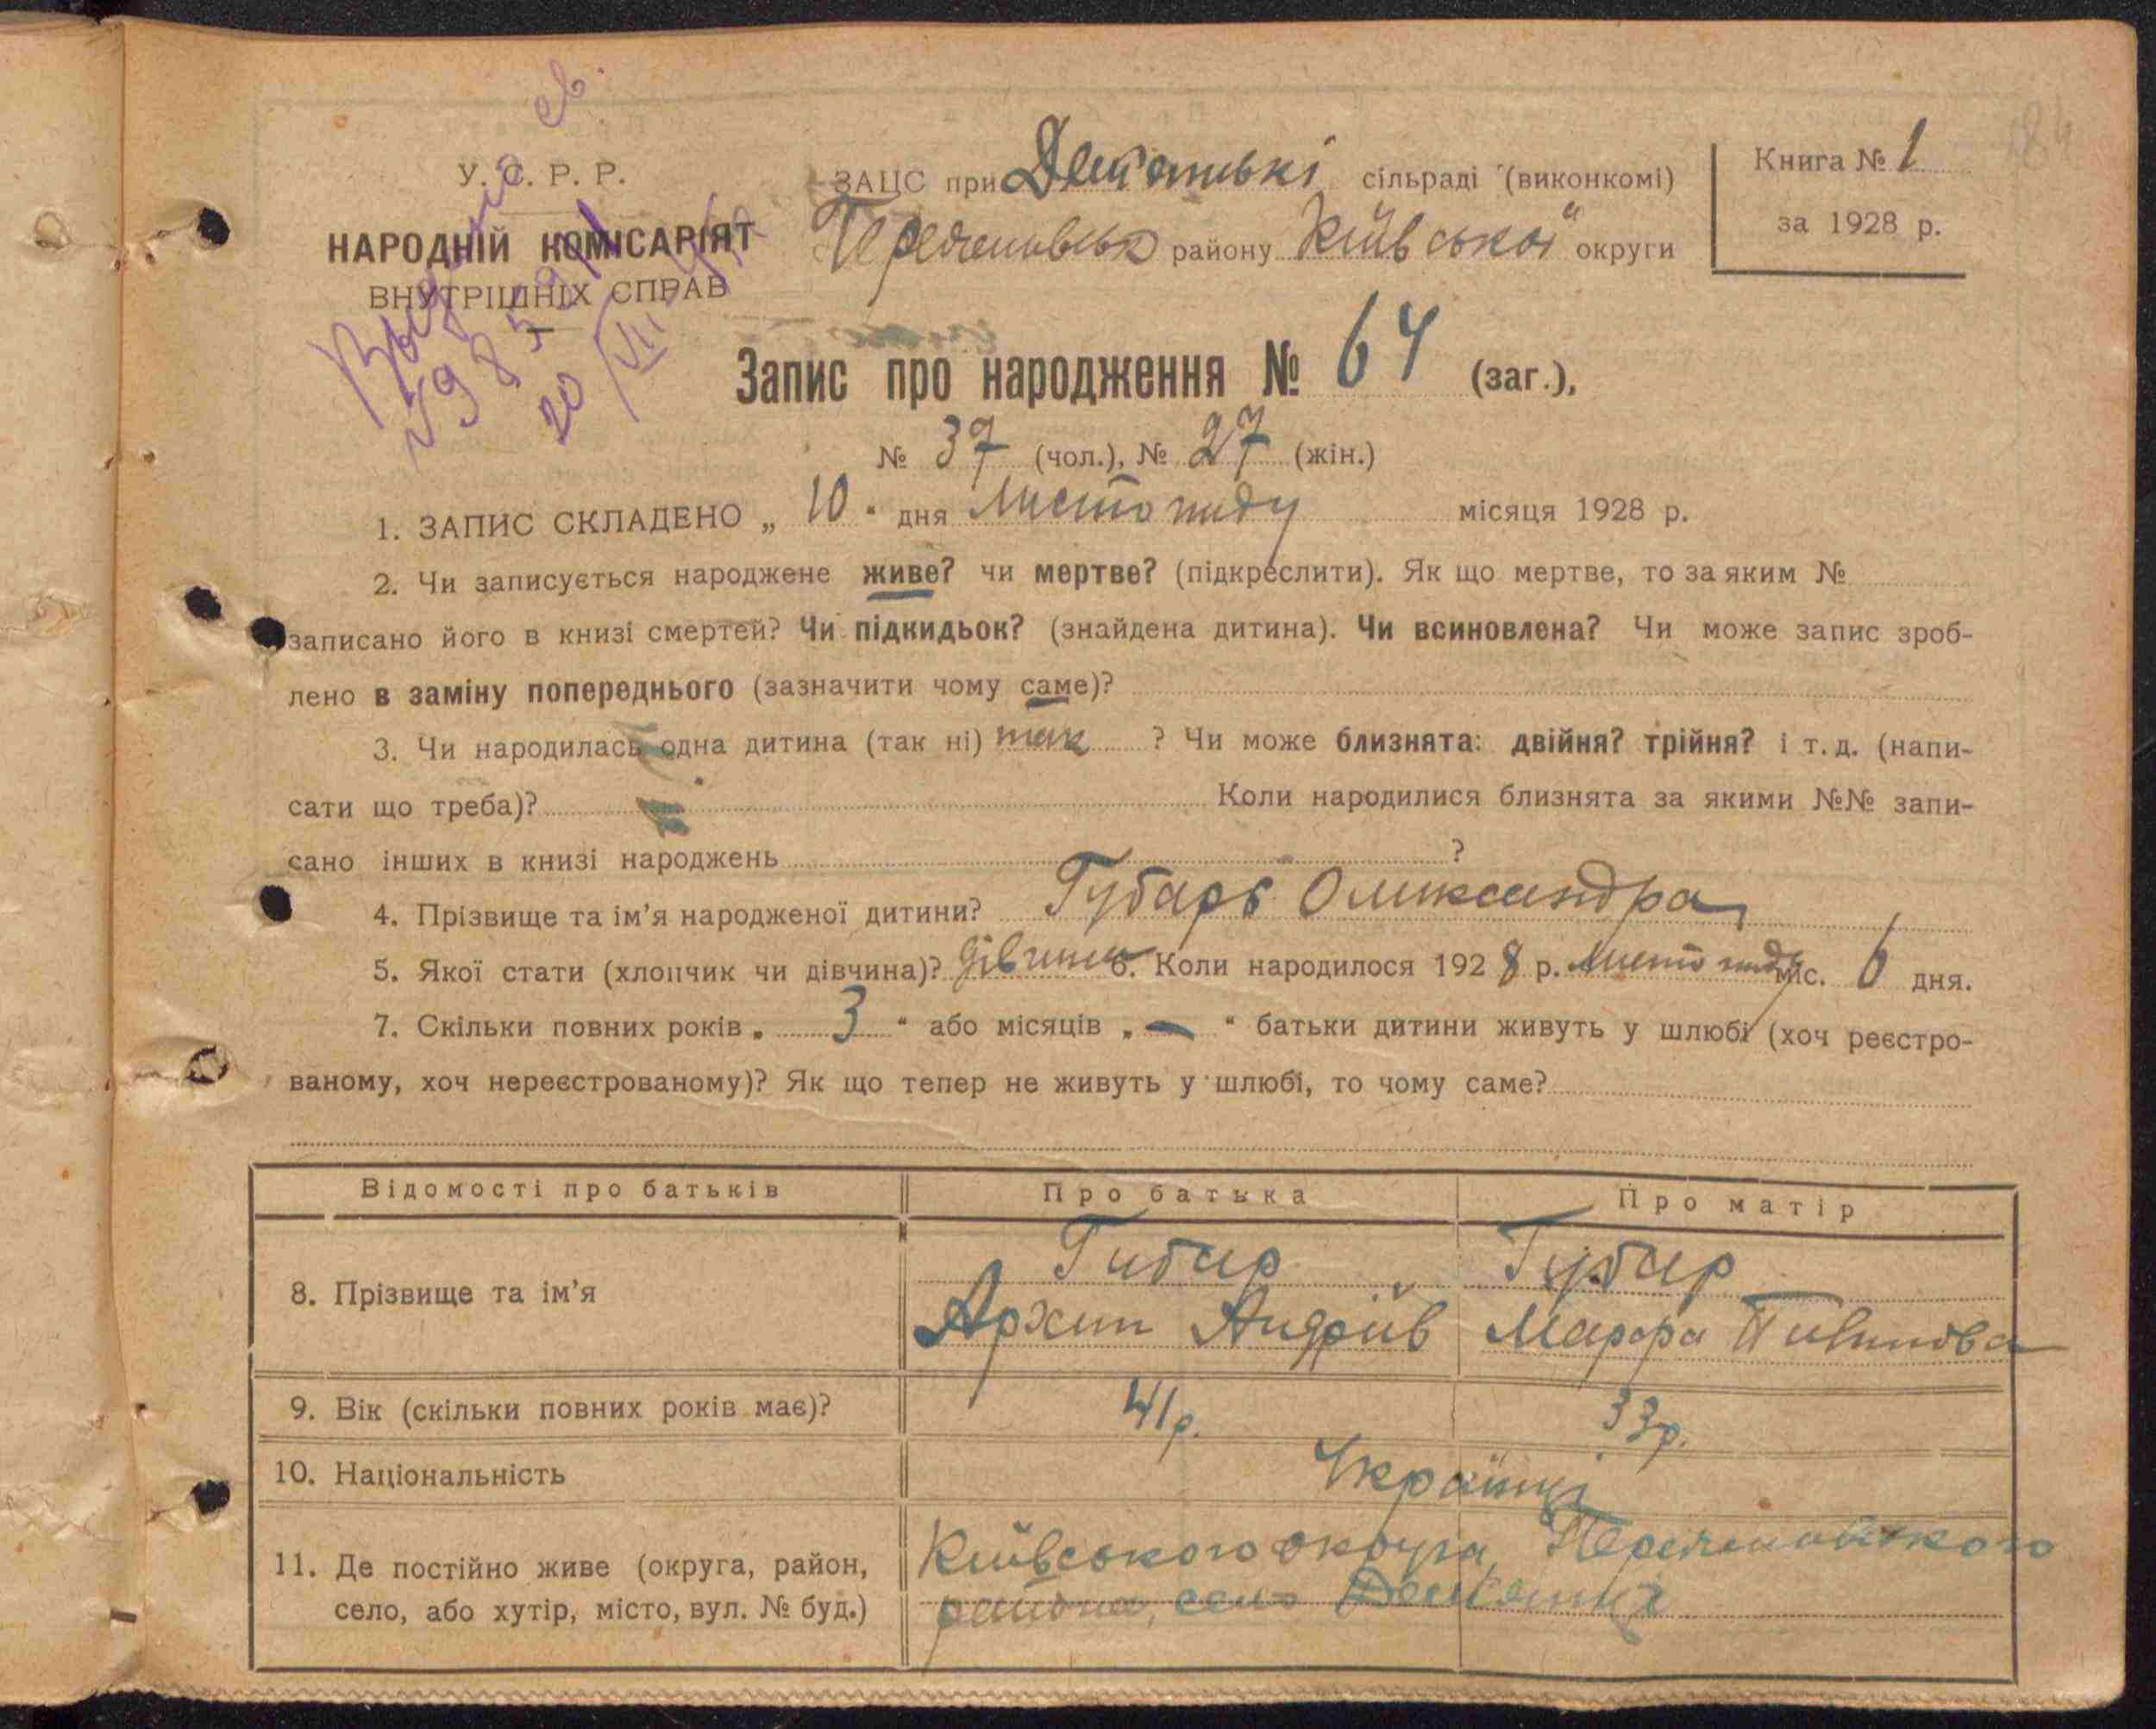 У. С. Р. Р.
НАРОДНІЙ КОМІСАРІЯТ
ВНУТРІШНІХ СПРАВ
ЗАЦС при сільраді (виконкомі)
району Київської округи
Книга № 1
за 1928 р.
184
Запис про народження № 64 (заг.),
№ 37 (чол.), № 27 (жін.)
1. ЗАПИС СКЛАДЕНО „ 10 “ дня Листопаду місяця 1928 р.
2. Чи записується народжене живе? чи мертве? (підкреслити). Як що мертве, то за яким №
записано його в книзі смертей? Чи підкидьок? (знайдена дитина). Чи всиновлена? Чи може запис зроб-
лено в заміну попереднього (зазначити чому саме)?
3. Чи народилась одна дитина (так ні) так ? Чи може близнята: двійня? трійня? і т. д. (напи-
сати що треба)? Коли народилися близнята за якими №№ запи-
сано інших в книзі народжень ?
4. Прізвище та ім’я народженої дитини? Губарь Олександра
5. Якої стати (хлопчик чи дівчина)? дівчина 6. Коли народилося 1928 р. Листопаду міс. 6 дня.
7. Скільки повних років „ 3 “ або місяців „ — “ батьки дитини живуть у шлюбі (хоч реєстро-
ваному, хоч нереєстрованому)? Як що тепер не живуть у шлюбі, то чому саме?
Відомості про батьків Про батька Про матір
8. Прізвище та ім’я Губар Губар
Архип Андріїв Марфа
9. Вік (скільки повних років має)? 41р. 33р.
10. Національність Українці
11. Де постійно живе (округа, район, Київського округа,
село, або хутір, місто, вул. № буд.) района, село